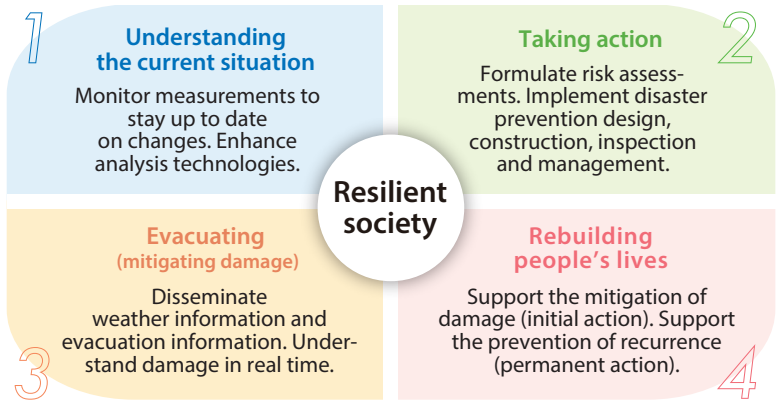 1
Understanding
the current situation
Monitor measurements to
stay up to date
on changes. Enhance
analysis technologies.
2
Taking action
Formulate risk assess-
ments. Implement disaster
prevention design,
construction, inspection
and management.
Resilient
society
3
Evacuating
(mitigating damage)
Disseminate
weather information and
evacuation information. Under-
stand damage in real time.
4
Rebuilding
people’s lives
Support the mitigation of
damage (initial action). Support
the prevention of recurrence
(permanent action).